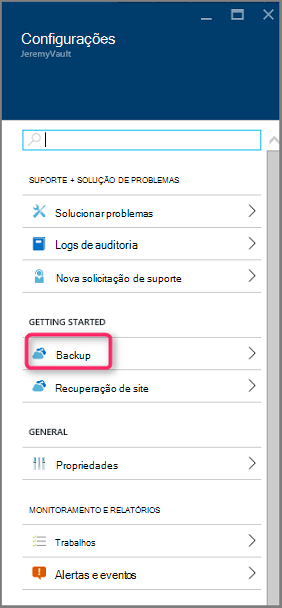 Configurações
JeremyVault
SUPORTE + SOLUÇÃO DE PROBLEMAS
Solucionar problemas
Logs de auditoria
Nova solicitação de suporte
GETTING STARTED
Backup
Recuperação de site
GENERAL
Propriedades
MONITORAMENTO E RELATÓRIOS
Trabalhos
Alertas e eventos